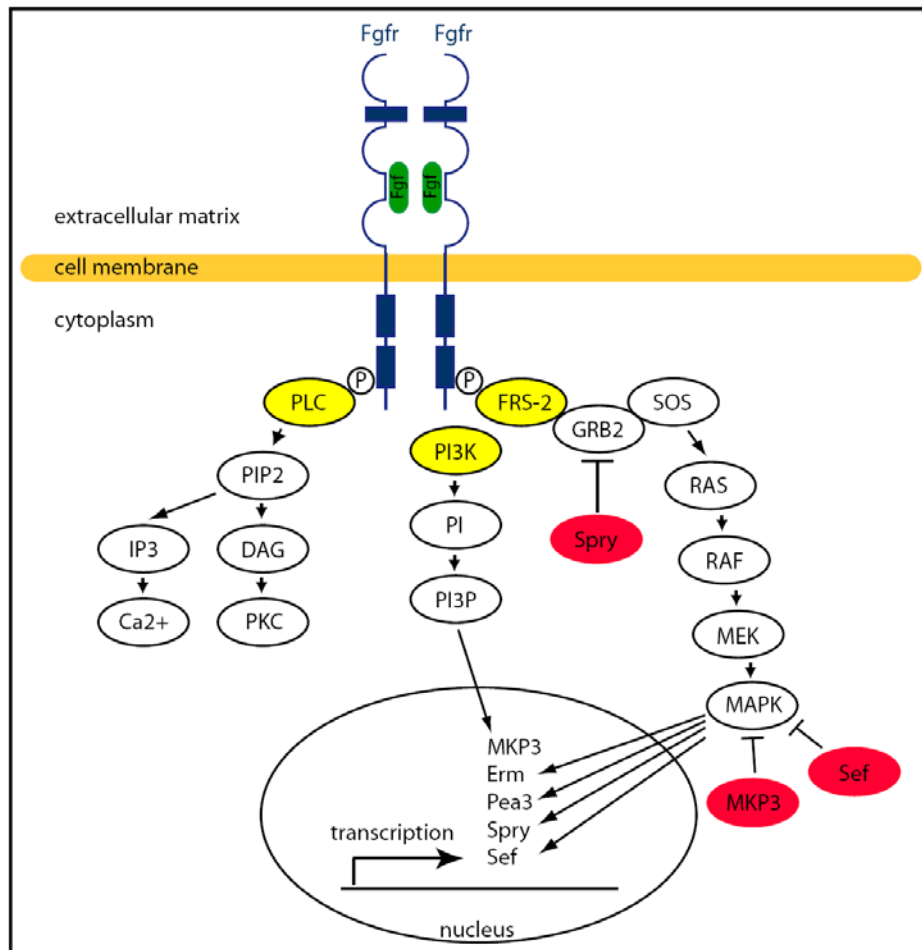 Fgfr Fgfr
Fgf Fgf
extracellular matrix
cell membrane
cytoplasm
P P
PLC FRS-2 SOS
GRB2
PI3K
PIP2 RAS
PI Spry
IP3 DAG RAF
PI3P
Ca2+ PKC MEK
MAPK
MKP3
Erm Sef
Pea3 MKP3
Spry
transcription
Sef
nucleus